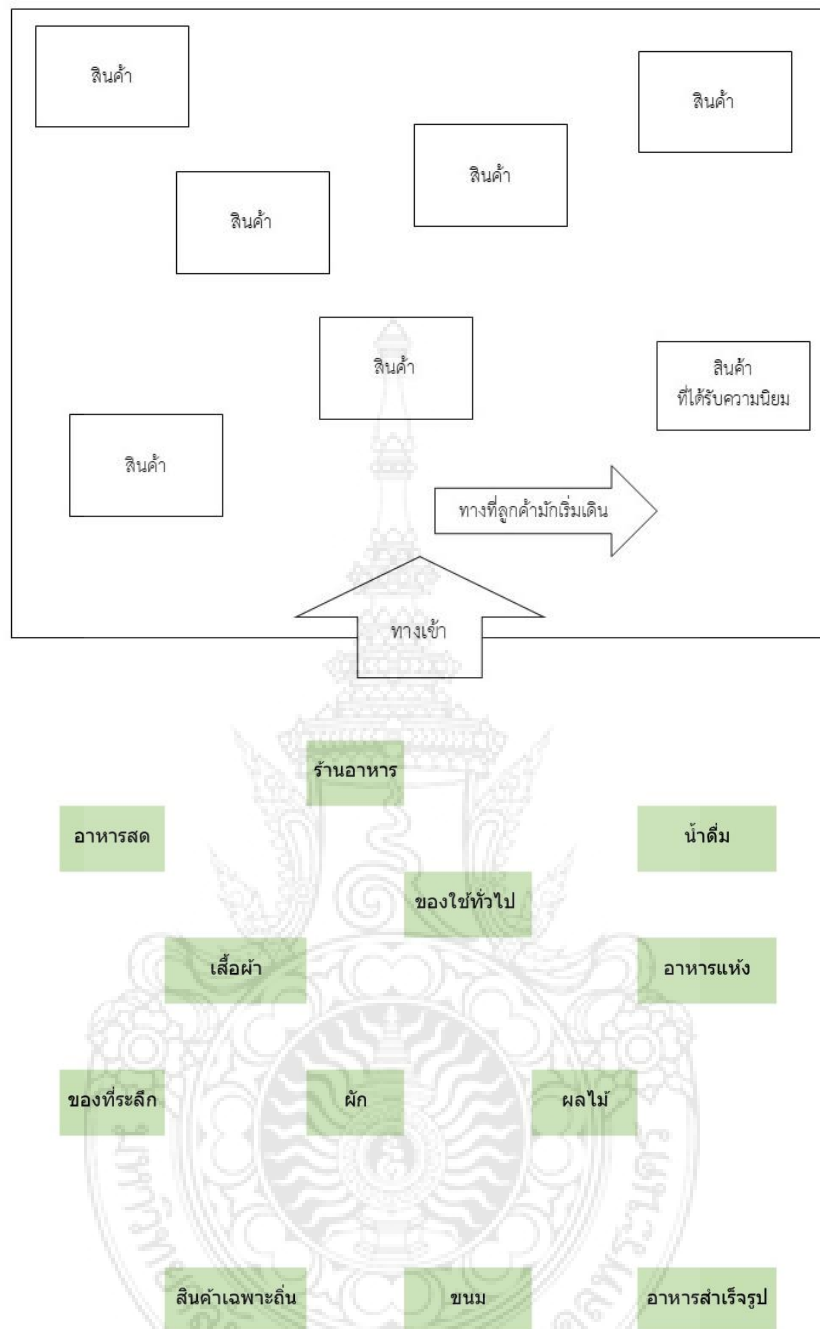 สินค้า
สินค้า
สินค้า
สินค้า
สินค้า
สินค้า
ที่ได้รับความนิยม
สินค้า
ทางที่ลูกค้ามักเริ่มเดิน
ทางเข้า
ร้านอาหาร
อาหารสด
น้ำดื่ม
ของใช้ทั่วไป
เสื้อผ้า
อาหารแห้ง
ของที่ระลึก
ผัก
ผลไม้
สินค้าเฉพาะถิ่น
ขนม
อาหารสำเร็จรูป